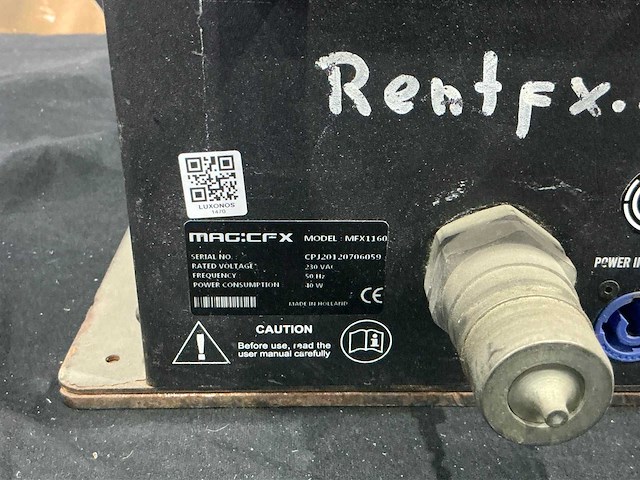 RentFX.
LUXONOS
1470
MAGICFX MODEL: MFX1160
SERIAL NO. CPJ20120706059
RATED VOLTAGE 230 VAC
FREQUENCY 50 Hz
POWER CONSUMPTION 40 W
MADE IN HOLLAND CE
POWER IN
CAUTION
Before use, read the
user manual carefully